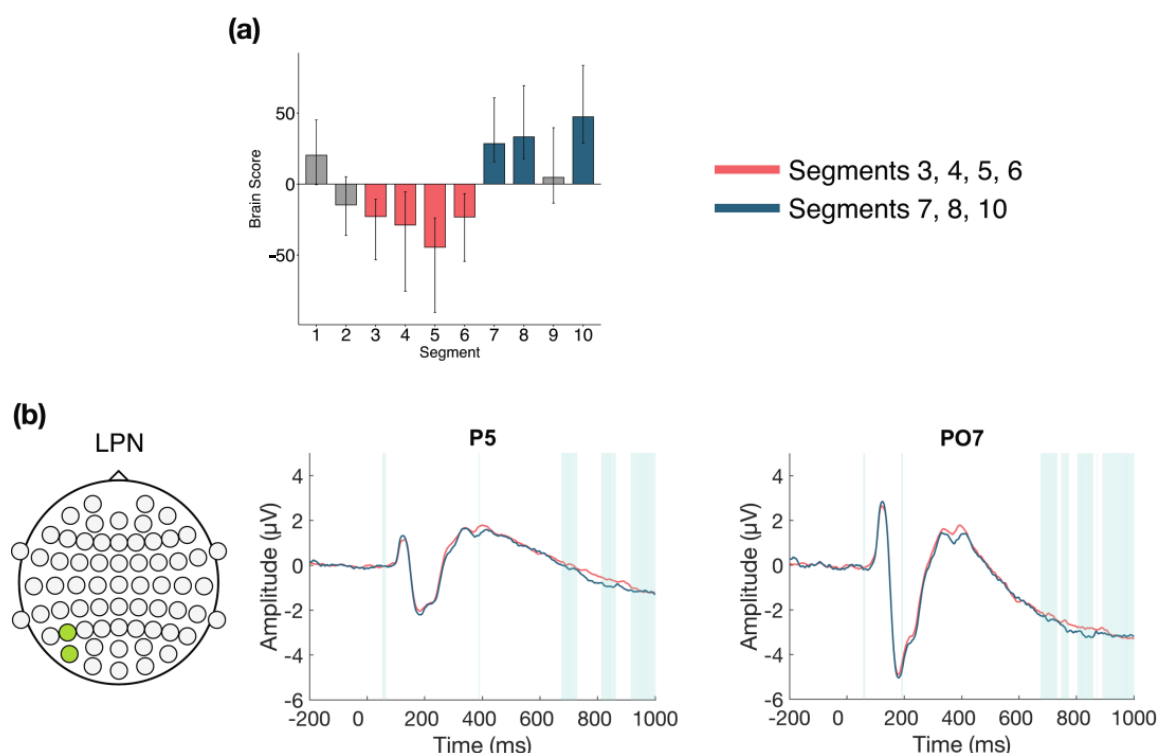 (a)
Brain Score
50
0
−50
1 2 3 4 5 6 7 8 9 10
Segment
Segments 3, 4, 5, 6
Segments 7, 8, 10
(b)
LPN
P5
Amplitude (µV)
4
2
0
-2
-4
-6
-200 0 200 400 600 800 1000
Time (ms)
PO7
Amplitude (µV)
4
2
0
-2
-4
-6
-200 0 200 400 600 800 1000
Time (ms)